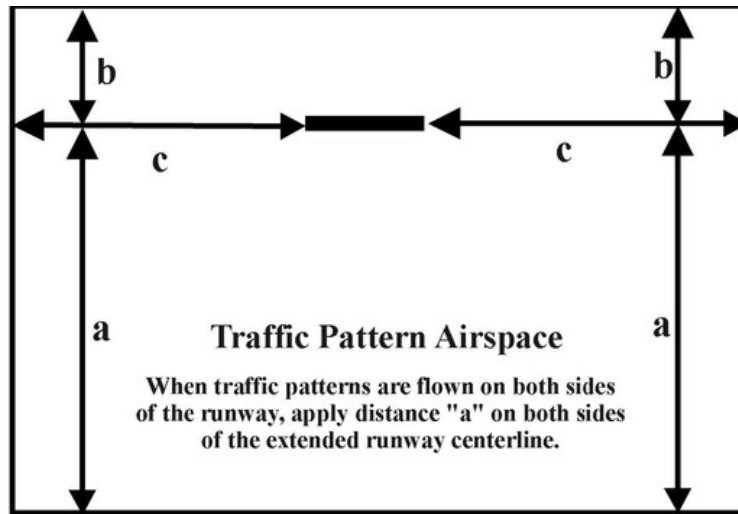 b
b
c
c
a
a
Traffic Pattern Airspace
When traffic patterns are flown on both sides
of the runway, apply distance "a" on both sides
of the extended runway centerline.